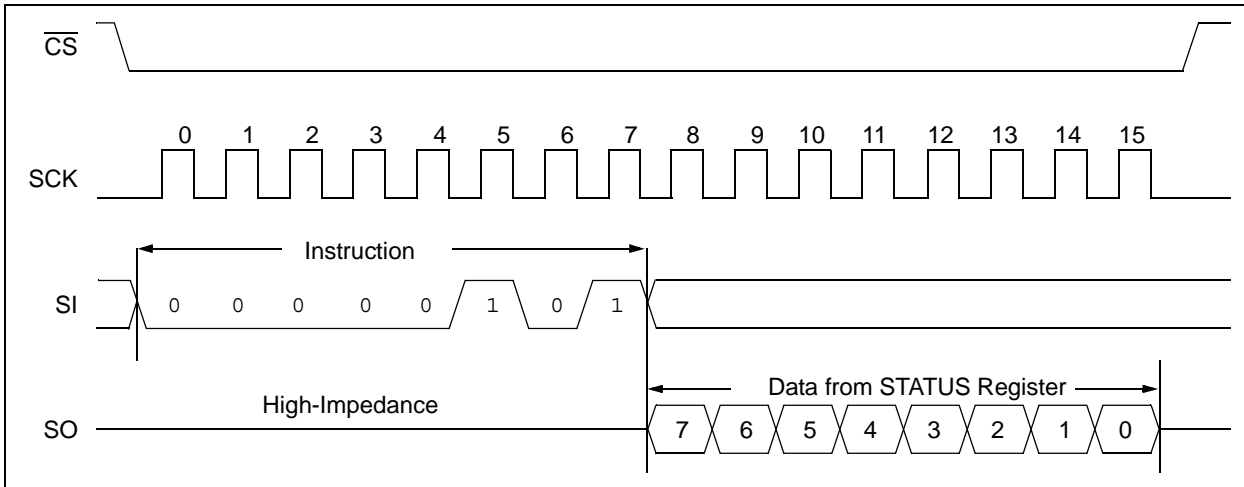 CS
0 1 2 3 4 5 6 7 8 9 10 11 12 13 14 15
SCK
Instruction
SI 0 0 0 0 0 1 0 1
Data from STATUS Register
High-Impedance
SO 7 6 5 4 3 2 1 0